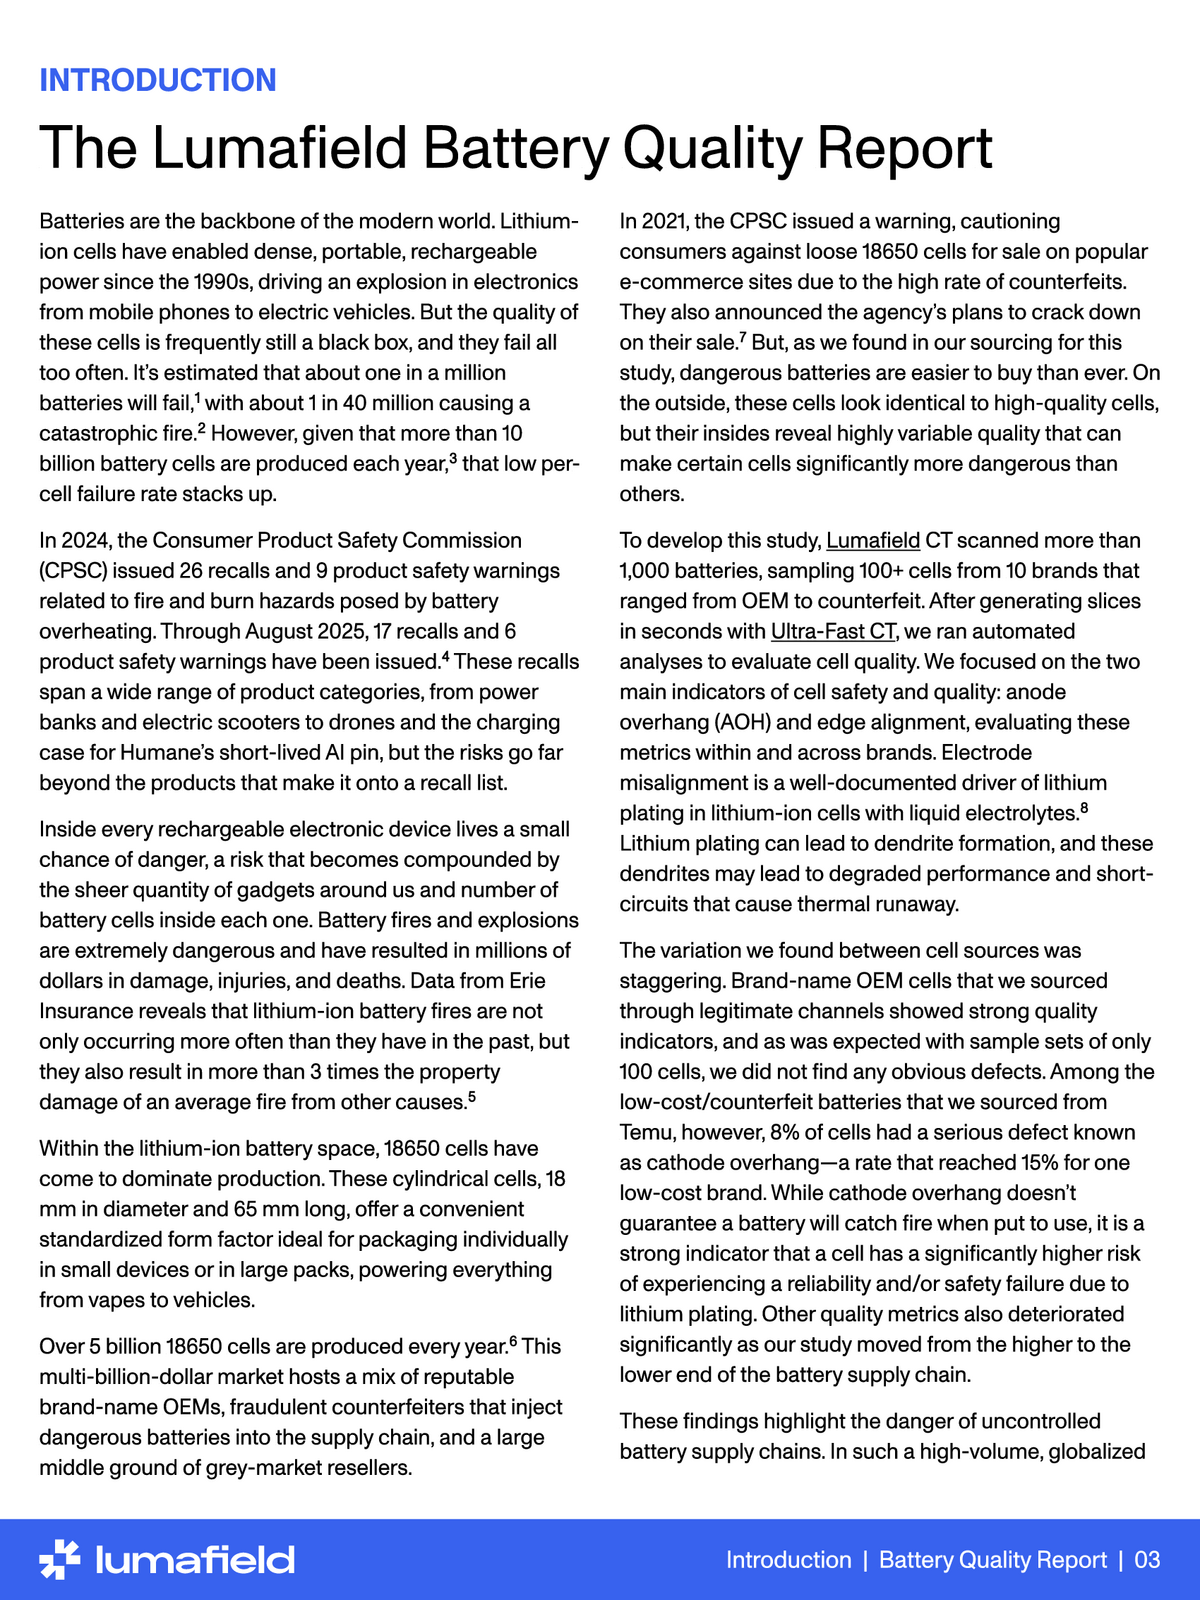 INTRODUCTION
The Lumafield Battery Quality Report
Batteries are the backbone of the modern world. Lithium-
ion cells have enabled dense, portable, rechargeable
power since the 1990s, driving an explosion in electronics
from mobile phones to electric vehicles. But the quality of
these cells is frequently still a black box, and they fail all
too often. It’s estimated that about one in a million
batteries will fail,¹ with about 1 in 40 million causing a
catastrophic fire.² However, given that more than 10
billion battery cells are produced each year,³ that low per-
cell failure rate stacks up.
In 2024, the Consumer Product Safety Commission
(CPSC) issued 26 recalls and 9 product safety warnings
related to fire and burn hazards posed by battery
overheating. Through August 2025, 17 recalls and 6
product safety warnings have been issued.⁴ These recalls
span a wide range of product categories, from power
banks and electric scooters to drones and the charging
case for Humane’s short-lived AI pin, but the risks go far
beyond the products that make it onto a recall list.
Inside every rechargeable electronic device lives a small
chance of danger, a risk that becomes compounded by
the sheer quantity of gadgets around us and number of
battery cells inside each one. Battery fires and explosions
are extremely dangerous and have resulted in millions of
dollars in damage, injuries, and deaths. Data from Erie
Insurance reveals that lithium-ion battery fires are not
only occurring more often than they have in the past, but
they also result in more than 3 times the property
damage of an average fire from other causes.⁵
Within the lithium-ion battery space, 18650 cells have
come to dominate production. These cylindrical cells, 18
mm in diameter and 65 mm long, offer a convenient
standardized form factor ideal for packaging individually
in small devices or in large packs, powering everything
from vapes to vehicles.
Over 5 billion 18650 cells are produced every year.⁶ This
multi-billion-dollar market hosts a mix of reputable
brand-name OEMs, fraudulent counterfeiters that inject
dangerous batteries into the supply chain, and a large
middle ground of grey-market resellers.
In 2021, the CPSC issued a warning, cautioning
consumers against loose 18650 cells for sale on popular
e-commerce sites due to the high rate of counterfeits.
They also announced the agency’s plans to crack down
on their sale.⁷ But, as we found in our sourcing for this
study, dangerous batteries are easier to buy than ever. On
the outside, these cells look identical to high-quality cells,
but their insides reveal highly variable quality that can
make certain cells significantly more dangerous than
others.
To develop this study, Lumafield CT scanned more than
1,000 batteries, sampling 100+ cells from 10 brands that
ranged from OEM to counterfeit. After generating slices
in seconds with Ultra-Fast CT, we ran automated
analyses to evaluate cell quality. We focused on the two
main indicators of cell safety and quality: anode
overhang (AOH) and edge alignment, evaluating these
metrics within and across brands. Electrode
misalignment is a well-documented driver of lithium
plating in lithium-ion cells with liquid electrolytes.⁸
Lithium plating can lead to dendrite formation, and these
dendrites may lead to degraded performance and short-
circuits that cause thermal runaway.
The variation we found between cell sources was
staggering. Brand-name OEM cells that we sourced
through legitimate channels showed strong quality
indicators, and as was expected with sample sets of only
100 cells, we did not find any obvious defects. Among the
low-cost/counterfeit batteries that we sourced from
Temu, however, 8% of cells had a serious defect known
as cathode overhang—a rate that reached 15% for one
low-cost brand. While cathode overhang doesn’t
guarantee a battery will catch fire when put to use, it is a
strong indicator that a cell has a significantly higher risk
of experiencing a reliability and/or safety failure due to
lithium plating. Other quality metrics also deteriorated
significantly as our study moved from the higher to the
lower end of the battery supply chain.
These findings highlight the danger of uncontrolled
battery supply chains. In such a high-volume, globalized
lumafield
Introduction | Battery Quality Report | 03